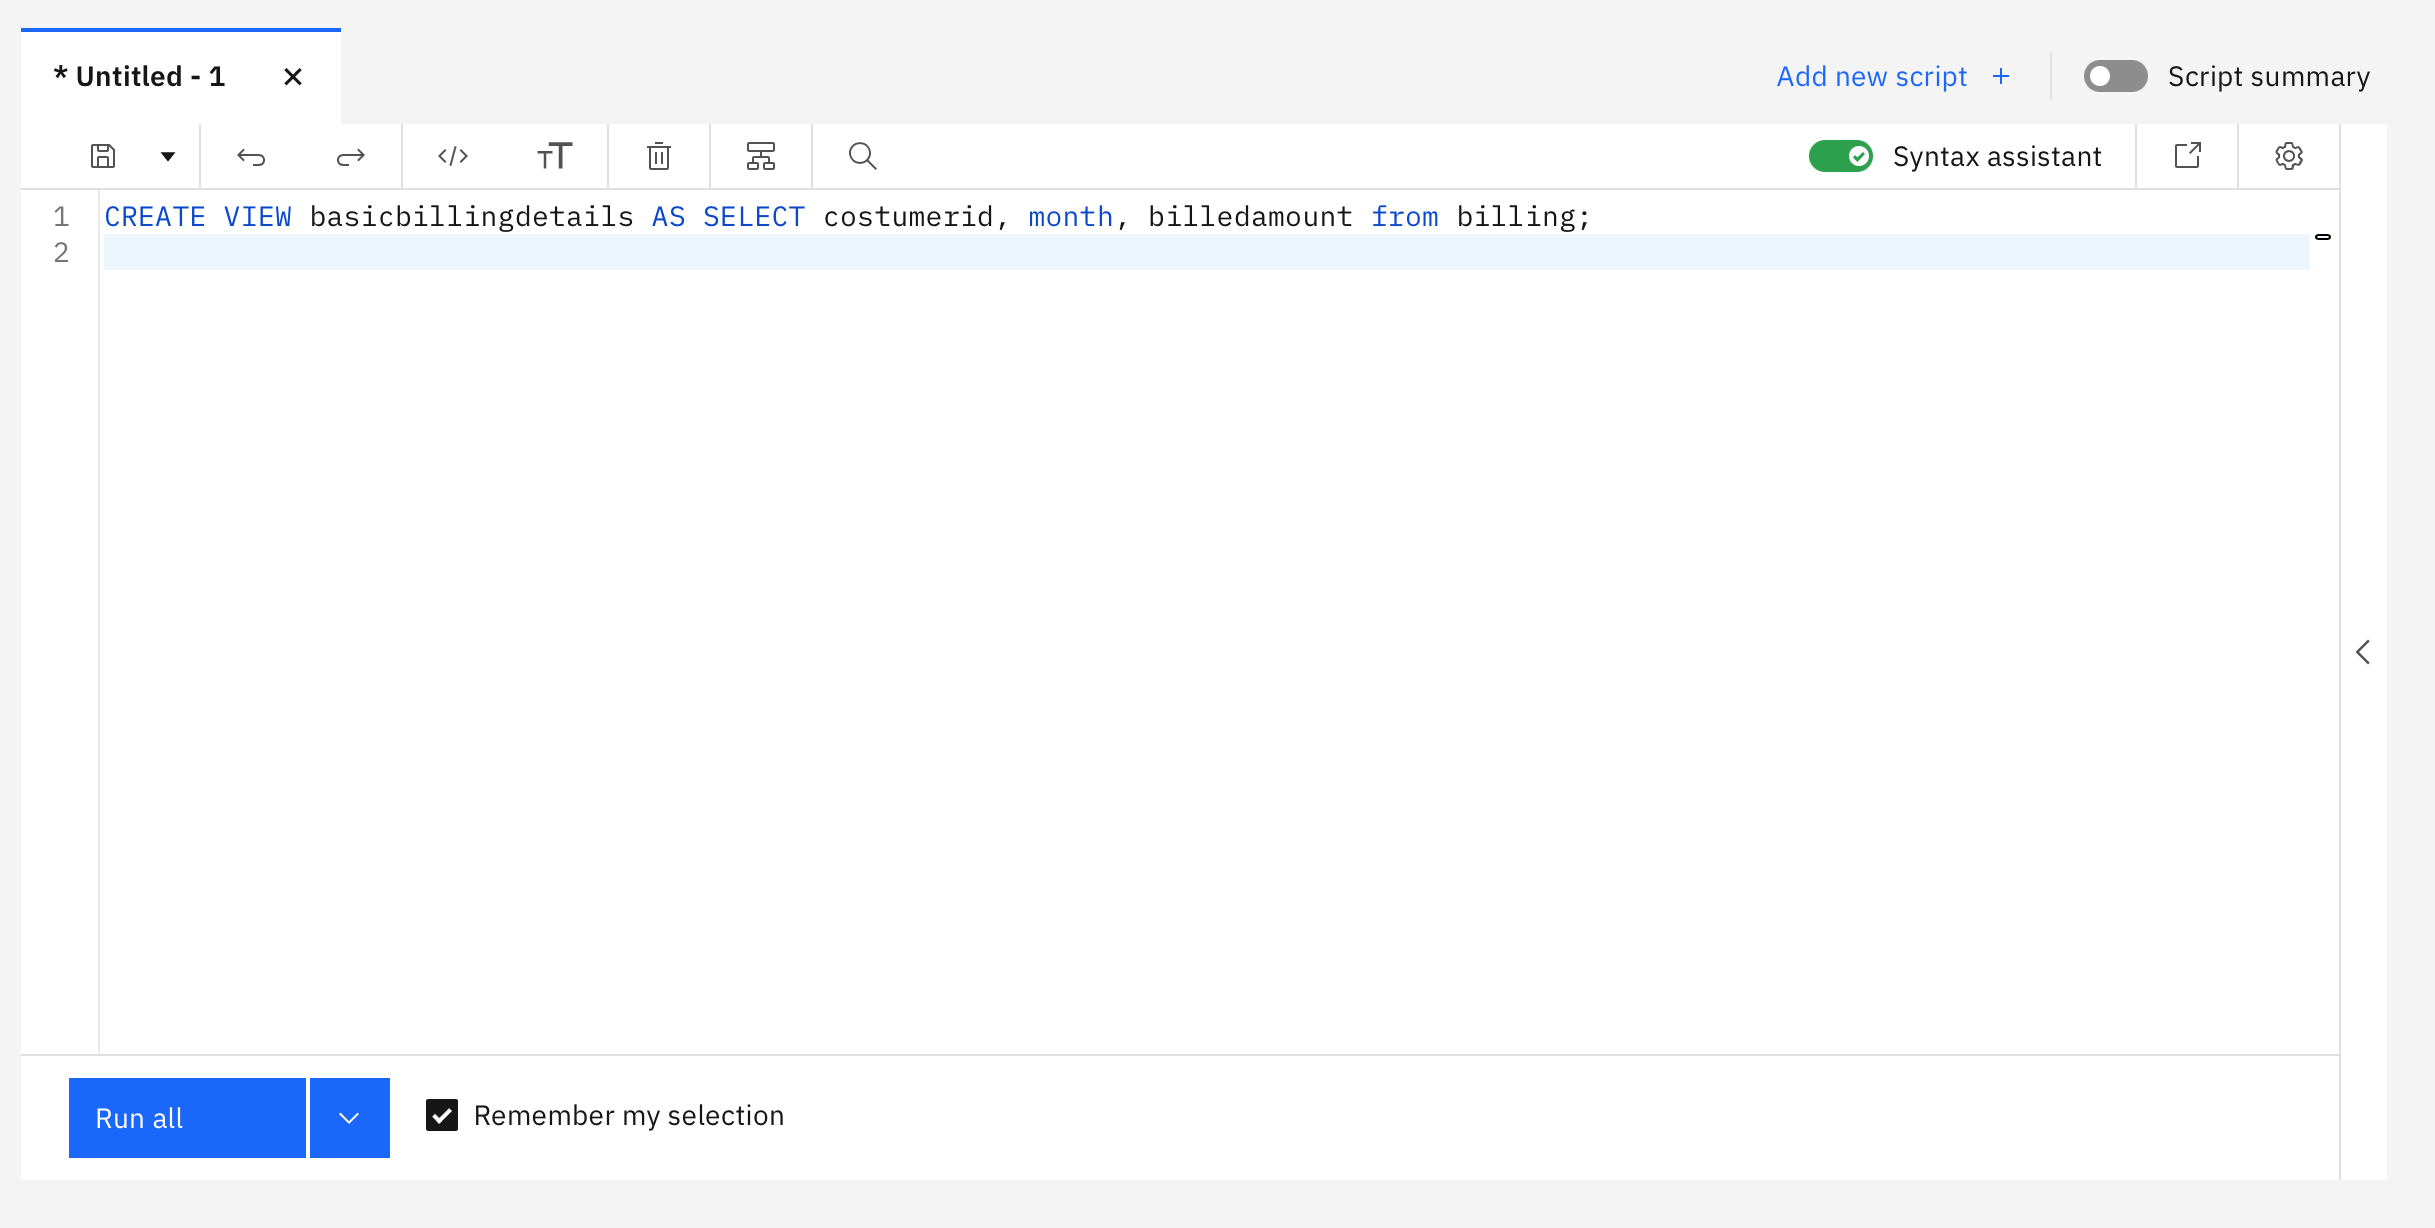 * Untitled - 1
Add new script +
Script summary
Syntax assistant
1 CREATE VIEW basicbillingdetails AS SELECT costumerid, month, billedamount from billing;
2
Run all
Remember my selection